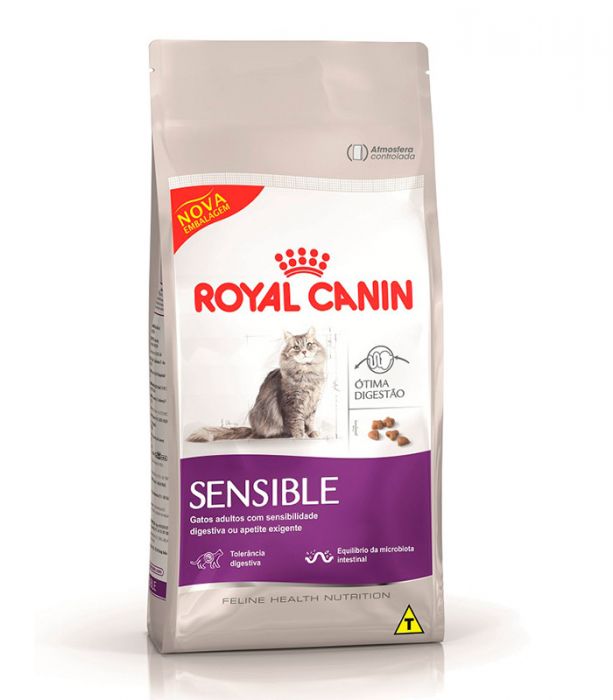 Atmosfera
controlada
NOVA
EMBALAGEM
ROYAL CANIN
ÓTIMA
DIGESTÃO
SENSIBLE
Gatos adultos com sensibilidade
digestiva ou apetite exigente
Tolerância
digestiva
Equilíbrio da microbiota
intestinal
FELINE HEALTH NUTRITION
T